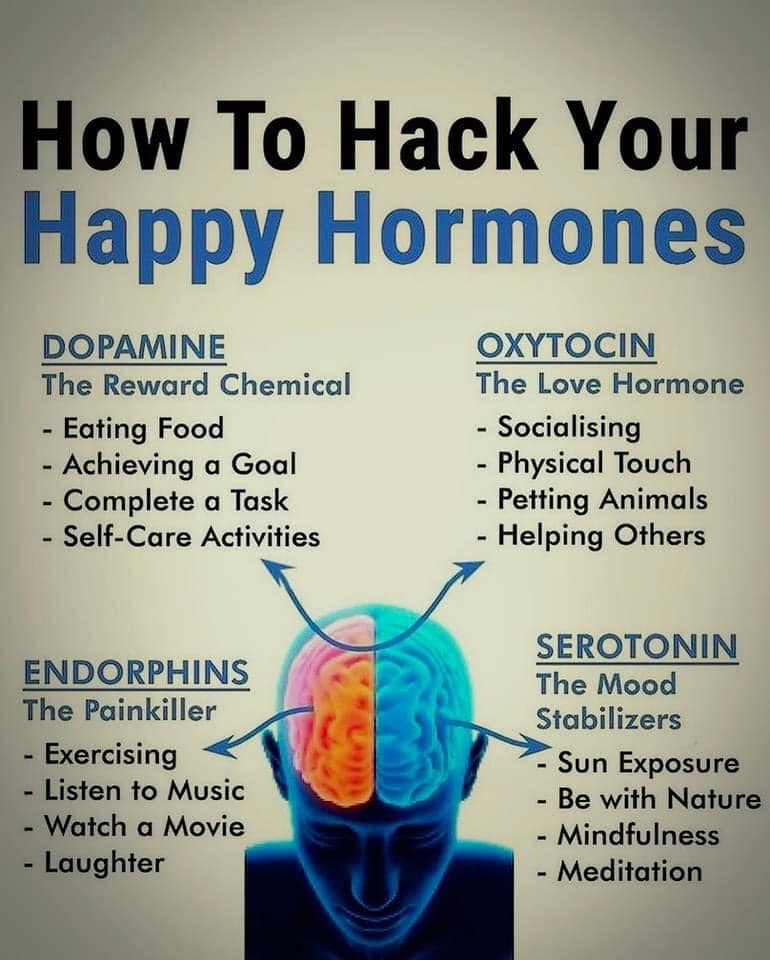 How To Hack Your
Happy Hormones
DOPAMINE
The Reward Chemical
- Eating Food
- Achieving a Goal
- Complete a Task
- Self-Care Activities
OXYTOCIN
The Love Hormone
- Socialising
- Physical Touch
- Petting Animals
- Helping Others
ENDORPHINS
The Painkiller
- Exercising
- Listen to Music
- Watch a Movie
- Laughter
SEROTONIN
The Mood
Stabilizers
- Sun Exposure
- Be with Nature
- Mindfulness
- Meditation